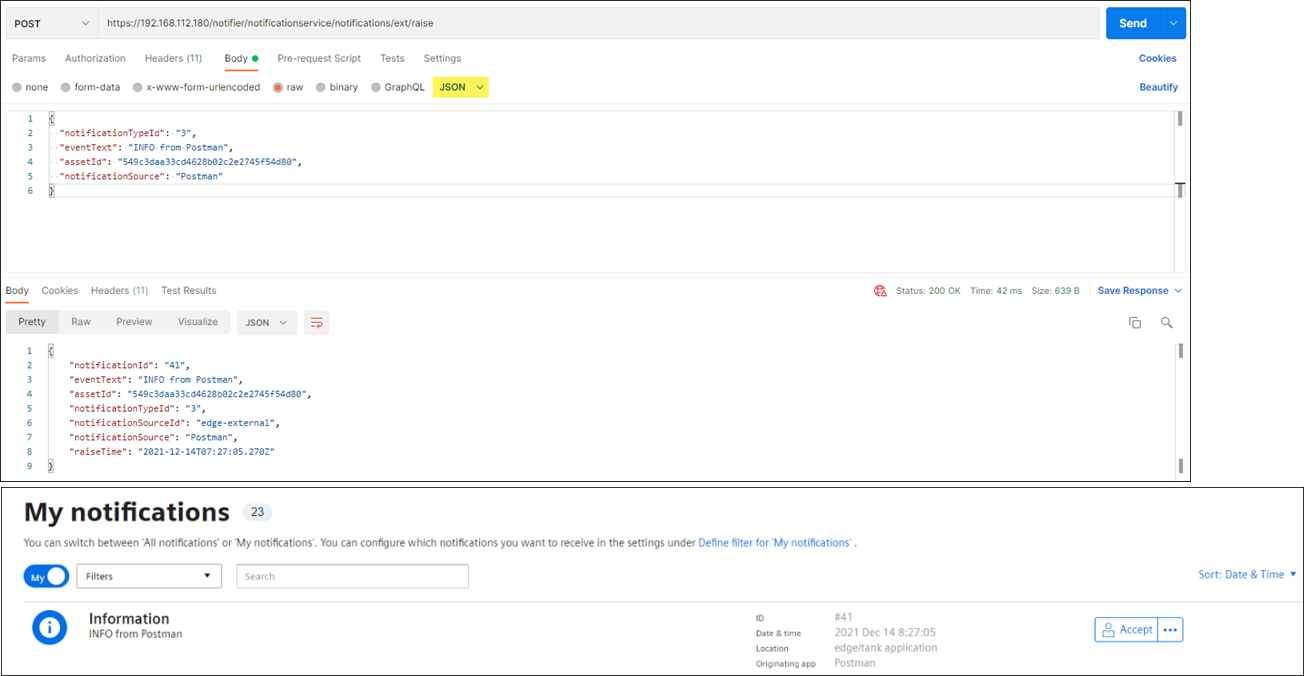 POST https://192.168.112.180/notifier/notificationservice/notifications/ext/raise Send
Params Authorization Headers (11) Body Pre-request Script Tests Settings Cookies
none form-data x-www-form-urlencoded raw binary GraphQL JSON Beautify
1 {
2 "notificationTypeId": "3",
3 "eventText": "INFO from Postman",
4 "assetId": "549c3daa33cd4628b02c2e2745f54d80",
5 "notificationSource": "Postman"
6 }
Body Cookies Headers (11) Test Results Status: 200 OK Time: 42 ms Size: 639 B Save Response
Pretty Raw Preview Visualize JSON
1 {
2 "notificationId": "41",
3 "eventText": "INFO from Postman",
4 "assetId": "549c3daa33cd4628b02c2e2745f54d80",
5 "notificationTypeId": "3",
6 "notificationSourceId": "edge-external",
7 "notificationSource": "Postman",
8 "raiseTime": "2021-12-14T07:27:05.270Z"
9 }
My notifications 23
You can switch between 'All notifications' or 'My notifications'. You can configure which notifications you want to receive in the settings under Define filter for 'My notifications' .
My Filters Search Sort: Date & Time
Information
INFO from Postman
ID #41
Date & time 2021 Dec 14 8:27:05
Location edge/tank application
Originating app Postman
Accept